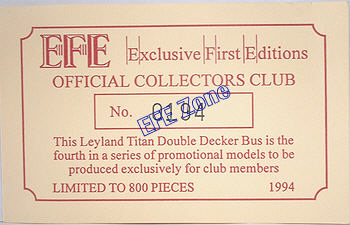 EFE Exclusive First Editions
OFFICIAL COLLECTORS CLUB
No. 0194
EFE Zone
This Leyland Titan Double Decker Bus is the
fourth in a series of promotional models to be
produced exclusively for club members
LIMITED TO 800 PIECES 1994